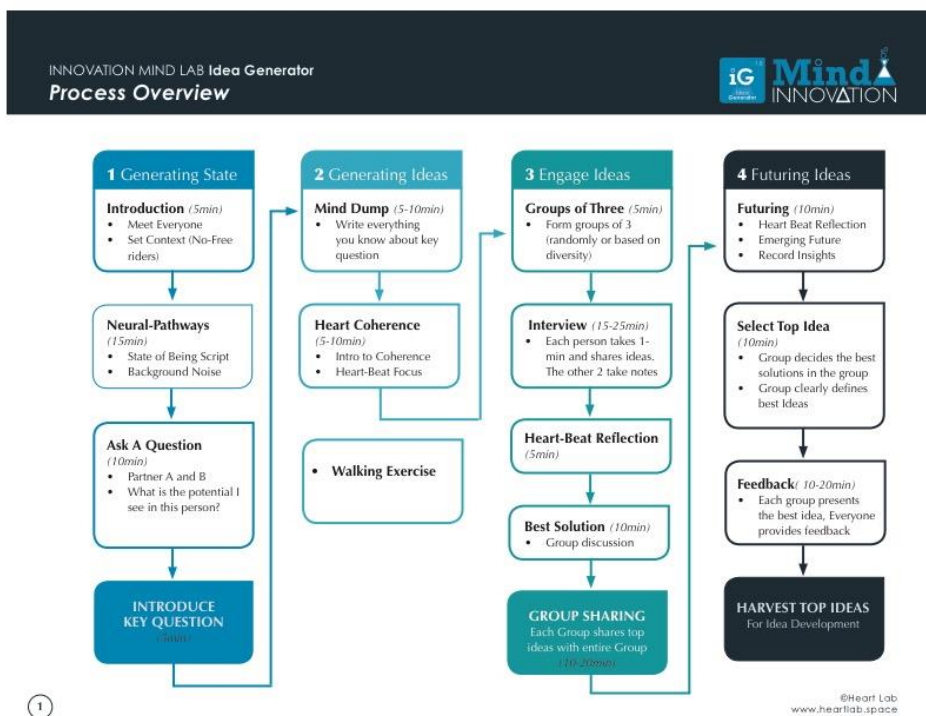 INNOVATION MIND LAB Idea Generator
Process Overview
iG
Ideas
Generator
Mind
INNOVATION
1 Generating State
Introduction (5min)
• Meet Everyone
• Set Context (No-Free
riders)
Neural-Pathways
(15min)
• State of Being Script
• Background Noise
Ask A Question
(10min)
• Partner A and B
• What is the potential I
see in this person?
INTRODUCE
KEY QUESTION
(5min)
2 Generating Ideas
Mind Dump (5-10min)
• Write everything
you know about key
question
Heart Coherence
(5-10min)
• Intro to Coherence
• Heart-Beat Focus
• Walking Exercise
3 Engage Ideas
Groups of Three (5min)
• Form groups of 3
(randomly or based on
diversity)
Interview (15-25min)
• Each person takes 1-
min and shares ideas.
The other 2 take notes
Heart-Beat Reflection
(5min)
Best Solution (10min)
• Group discussion
GROUP SHARING
Each Group shares top
ideas with entire Group
(10-20min)
4 Futuring Ideas
Futuring (10min)
• Heart Beat Reflection
• Emerging Future
• Record Insights
Select Top Idea
(10min)
• Group decides the best
solutions in the group
• Group clearly defines
best Ideas
Feedback( 10-20min)
• Each group presents
the best idea, Everyone
provides feedback
HARVEST TOP IDEAS
For Idea Development
1
©Heart Lab
www.heartlab.space